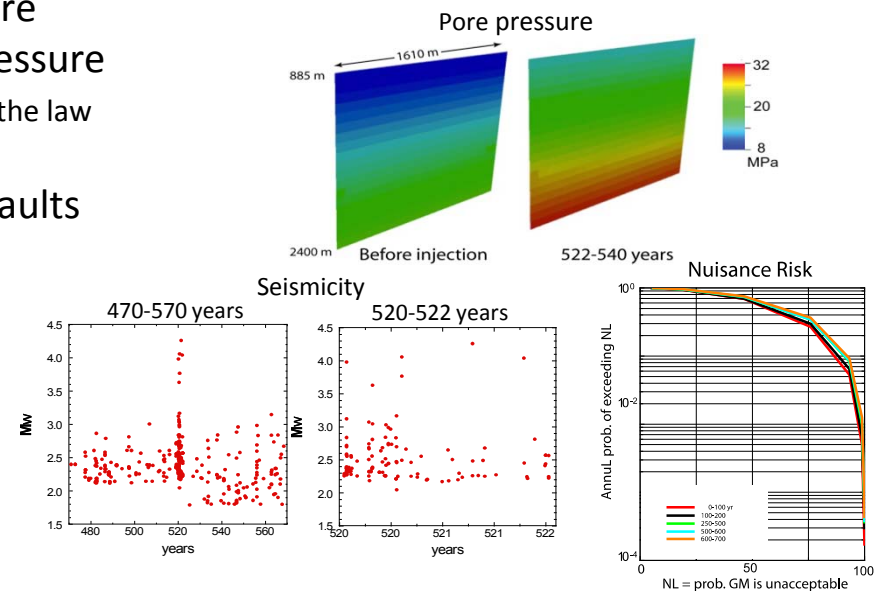 re
essure
the law
aults
Pore pressure
1610 m
885 m
2400 m
Before injection
522-540 years
32
20
8
MPa
Seismicity
470-570 years
4.5
4.0
3.5
3.0
2.5
2.0
1.5
Mw
480
500
520
540
560
years
520-522 years
4.5
4.0
3.5
3.0
2.5
2.0
1.5
Mw
520
520
521
521
522
years
Nuisance Risk
10⁰
10⁻²
10⁻⁴
AnnuL prob. of exceeding NL
0-100 yr
100-200
250-500
500-600
600-700
0
50
100
NL = prob. GM is unacceptable